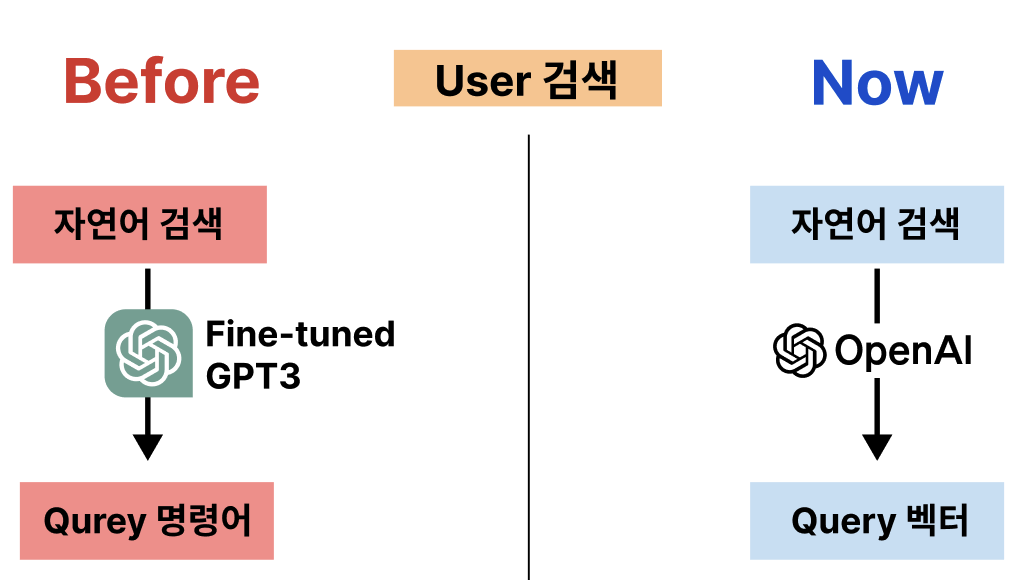 Before
User 검색
Now
자연어 검색
Fine-tuned
GPT3
Qurey 명령어
자연어 검색
OpenAI
Query 벡터